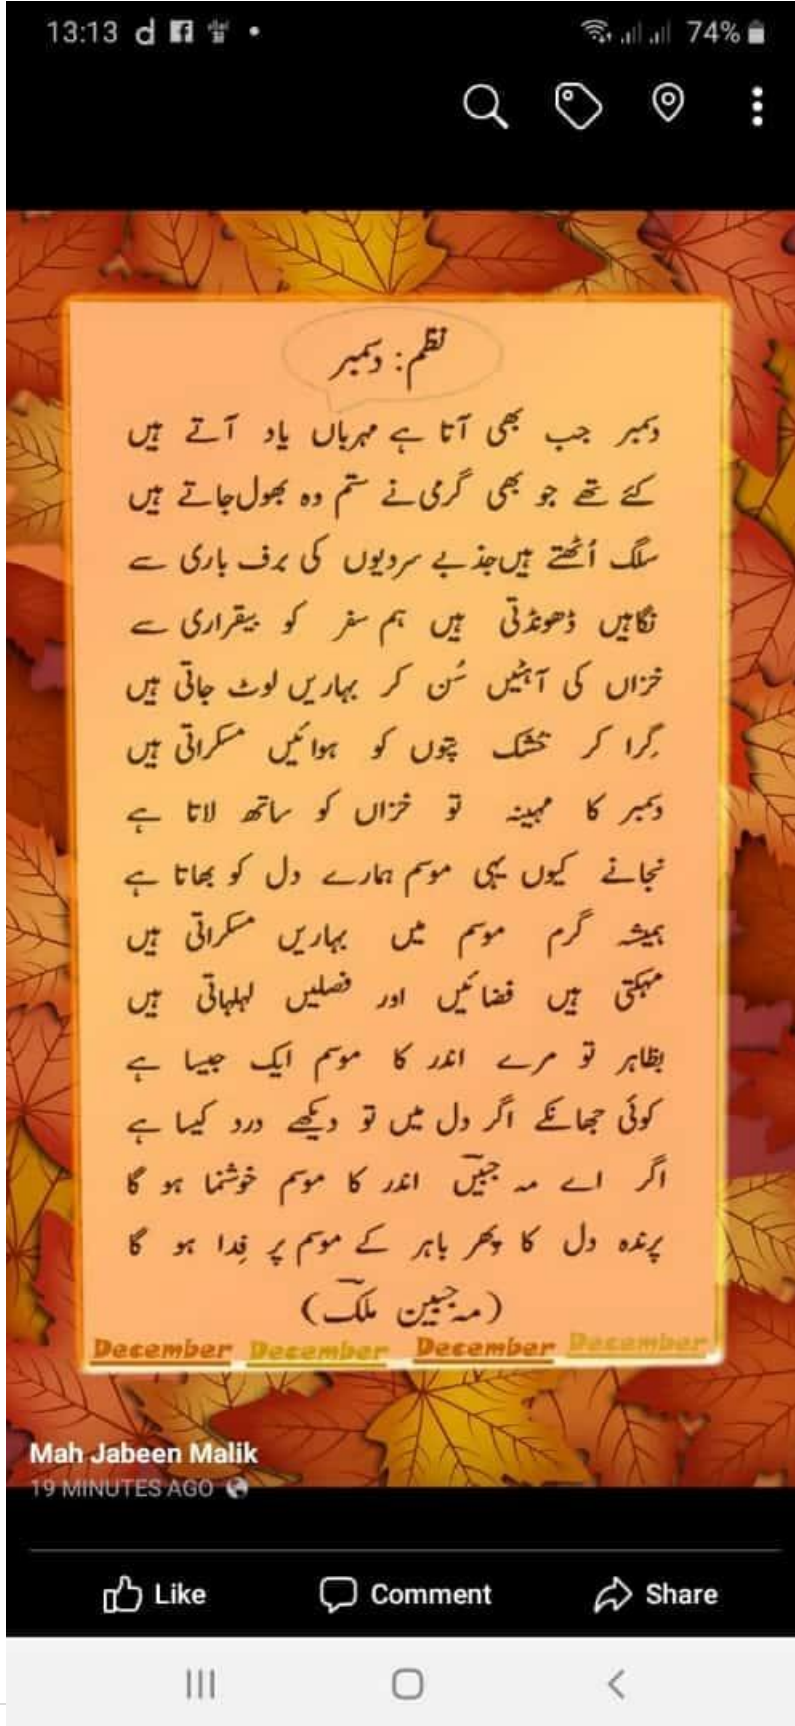 13:13
74%
نظم: دسمبر
دسمبر جب بھی آتا ہے مہرباں یاد آتے ہیں
کئے تھے جو بھی گرمی نے ستم وہ بھول جاتے ہیں
سلگ اُٹھتے ہیں جذبے سردیوں کی برف باری سے
نگاہیں ڈھونڈتی ہیں ہم سفر کو بیقراری سے
خزاں کی آہٹیں سُن کر بہاریں لوٹ جاتی ہیں
گِرا کر خشک پتوں کو ہوائیں مسکراتی ہیں
دسمبر کا مہینہ تو خزاں کو ساتھ لاتا ہے
نجانے کیوں یہی موسم ہمارے دل کو بھاتا ہے
ہمیشہ گرم موسم میں بہاریں مسکراتی ہیں
مہکتی ہیں فضائیں اور فصلیں لہلہاتی ہیں
بظاہر تو مرے اندر کا موسم ایک جیسا ہے
کوئی جھانکے اگر دل میں تو دیکھے درد کیسا ہے
اگر اے مہ جبیںؔ اندر کا موسم خوشنما ہو گا
پرندہ دل کا پھر باہر کے موسم پر فِدا ہو گا
(مہ جبین ملکؔ)
December December December December
Mah Jabeen Malik
19 MINUTES AGO
Like Comment Share